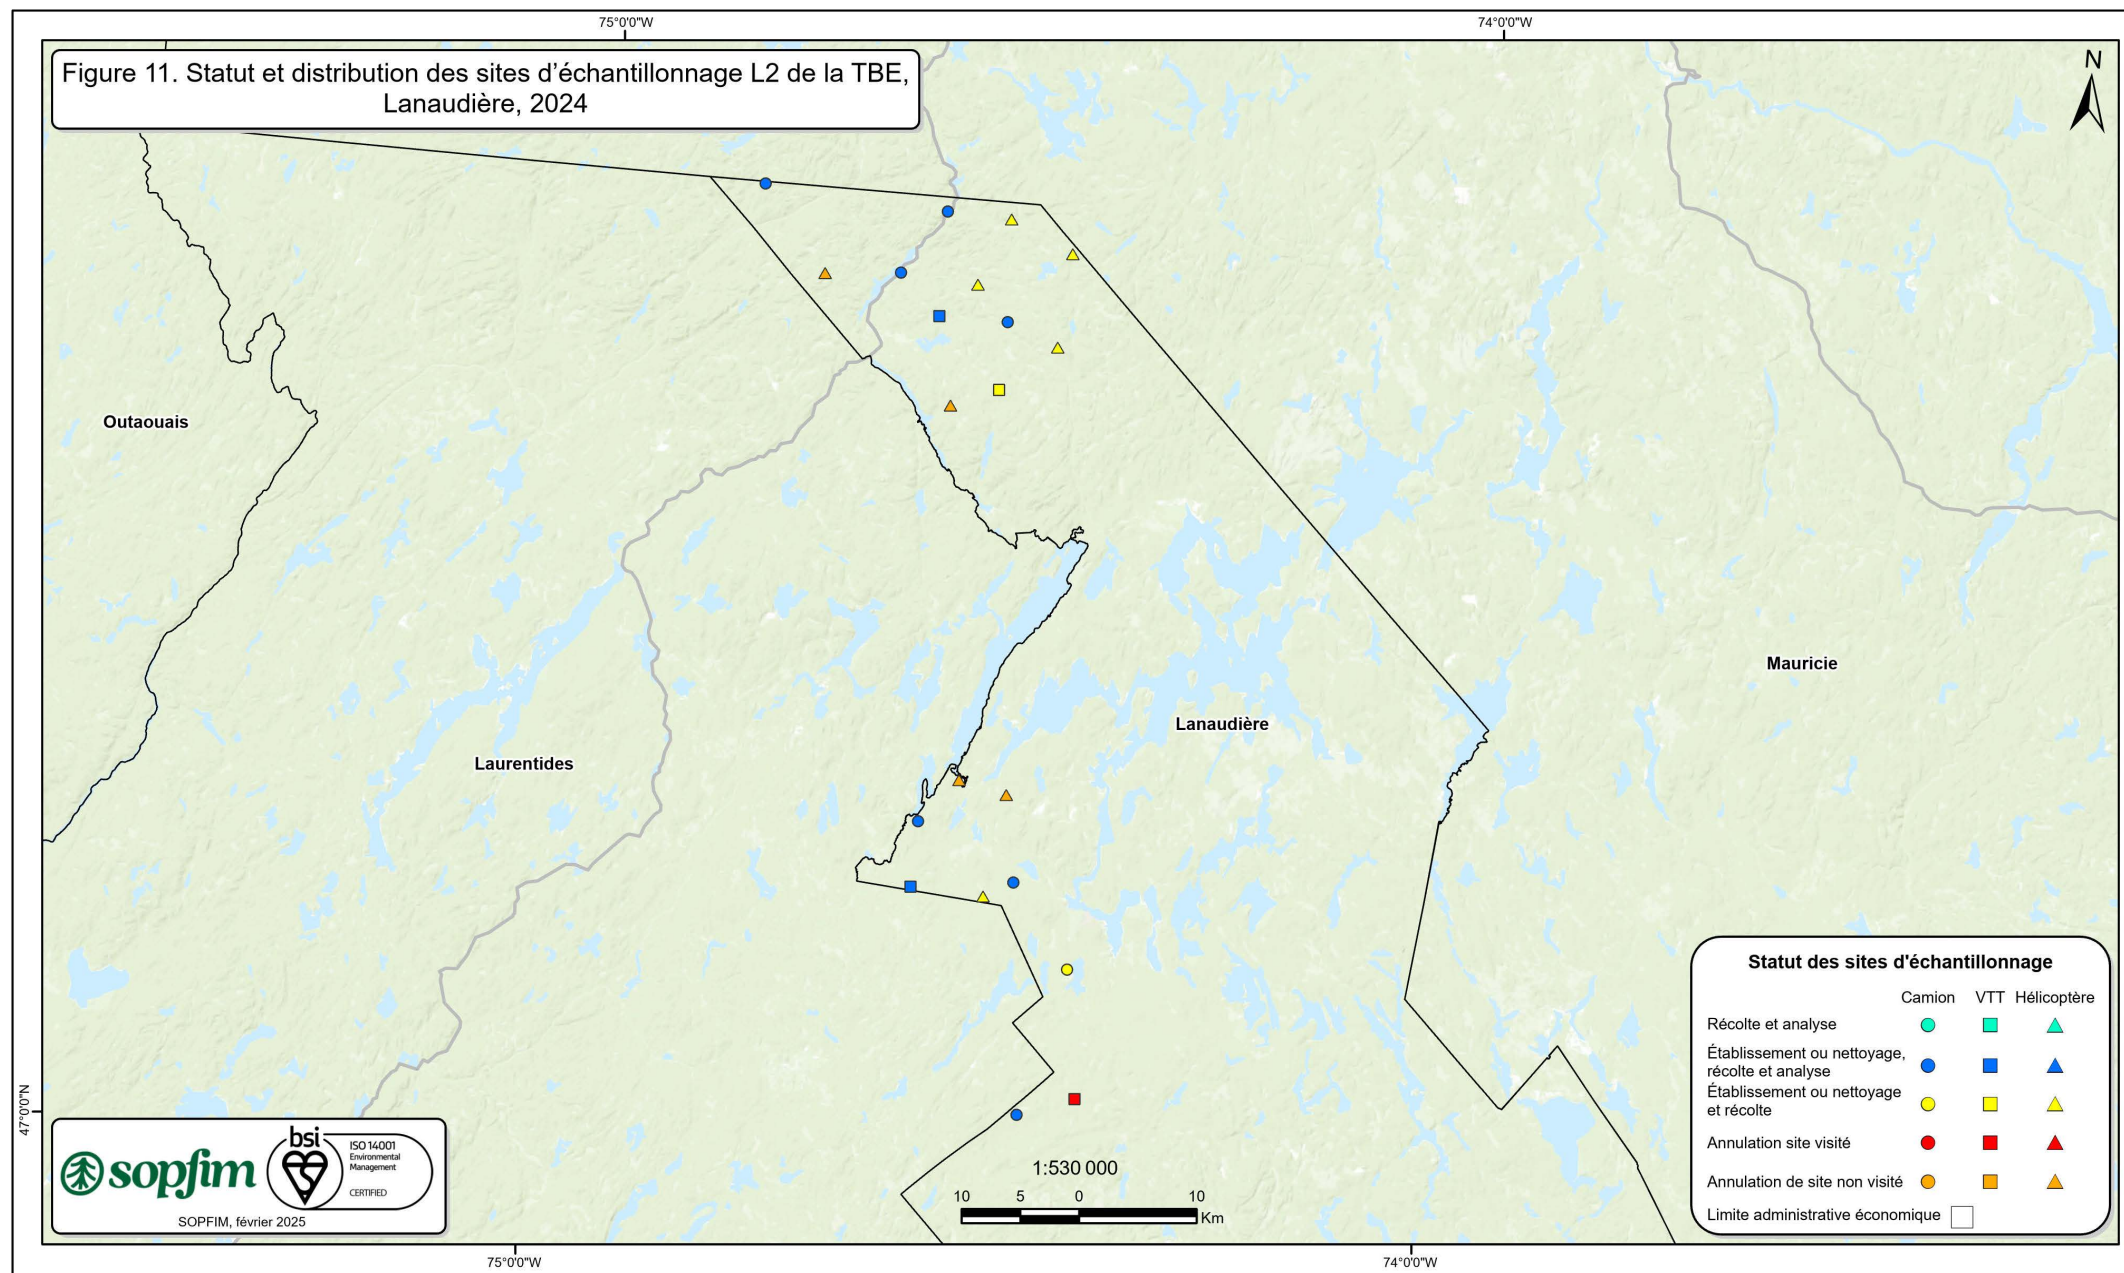 75°0'0"W
74°0'0"W
Figure 11. Statut et distribution des sites d’échantillonnage L2 de la TBE,
Lanaudière, 2024
N
Outaouais
Mauricie
Lanaudière
Laurentides
Statut des sites d'échantillonnage
Camion VTT Hélicoptère
Récolte et analyse
Établissement ou nettoyage,
récolte et analyse
Établissement ou nettoyage
et récolte
Annulation site visité
Annulation de site non visité
Limite administrative économique
47°0'0"N
sopfim
bsi
ISO 14001
Environmental
Management
CERTIFIED
SOPFIM, février 2025
1:530 000
10 5 0 10
Km
75°0'0"W
74°0'0"W